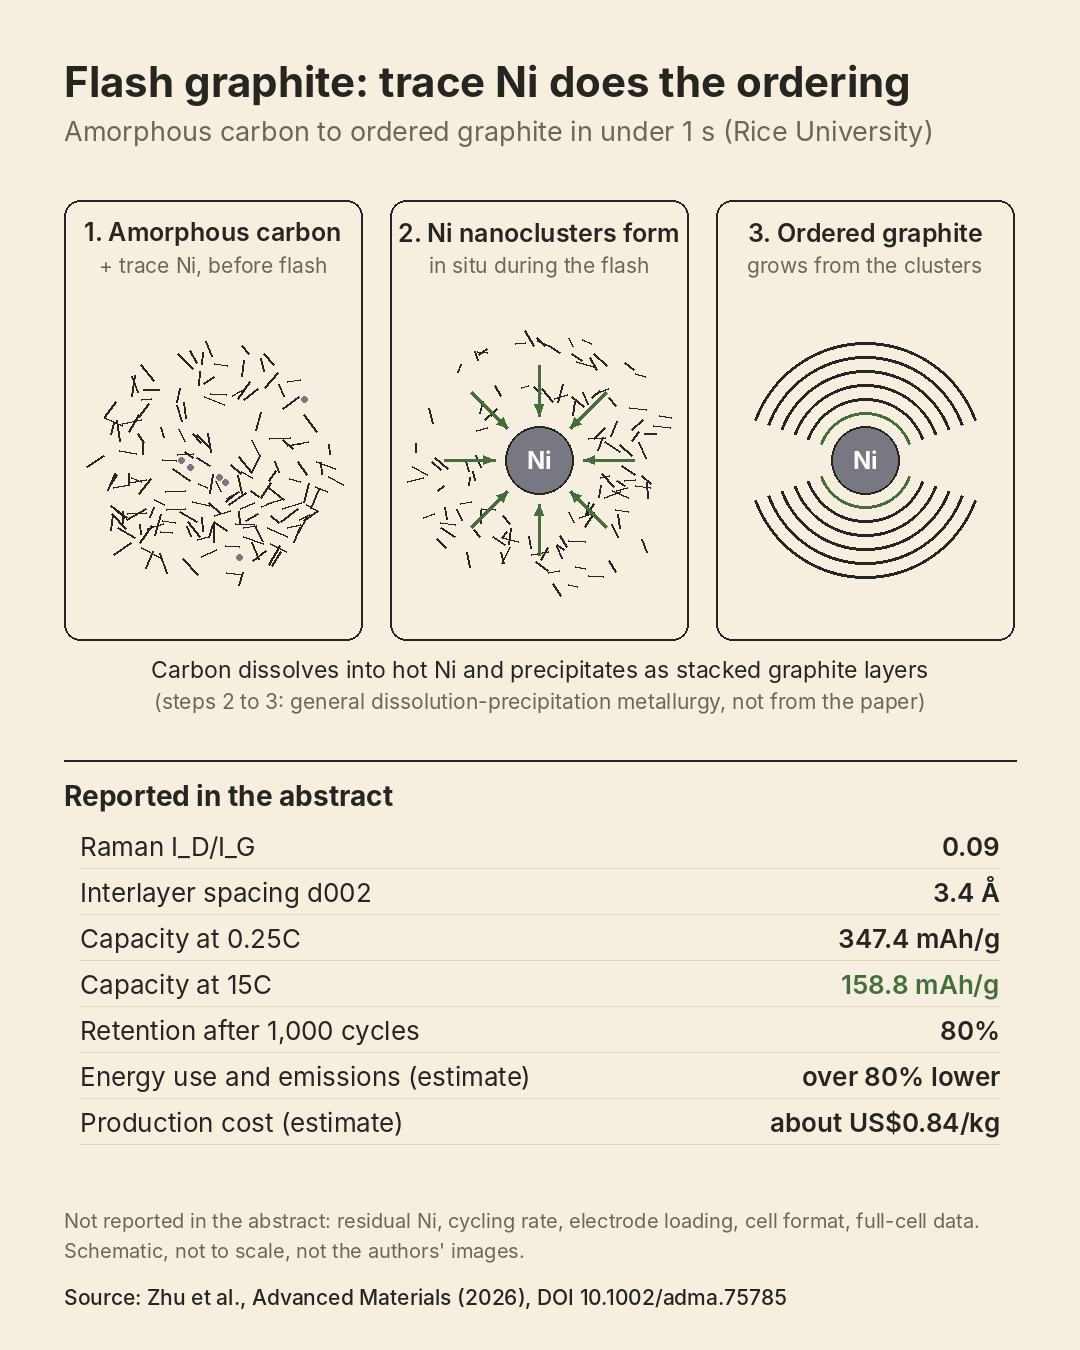 Flash graphite: trace Ni does the ordering
Amorphous carbon to ordered graphite in under 1 s (Rice University)
1. Amorphous carbon
+ trace Ni, before flash
2. Ni nanoclusters form
in situ during the flash
3. Ordered graphite
grows from the clusters
Ni
Ni
Carbon dissolves into hot Ni and precipitates as stacked graphite layers
(steps 2 to 3: general dissolution-precipitation metallurgy, not from the paper)
Reported in the abstract
Raman I_D/I_G 0.09
Interlayer spacing d002 3.4 Å
Capacity at 0.25C 347.4 mAh/g
Capacity at 15C 158.8 mAh/g
Retention after 1,000 cycles 80%
Energy use and emissions (estimate) over 80% lower
Production cost (estimate) about US$0.84/kg
Not reported in the abstract: residual Ni, cycling rate, electrode loading, cell format, full-cell data.
Schematic, not to scale, not the authors' images.
Source: Zhu et al., Advanced Materials (2026), DOI 10.1002/adma.75785